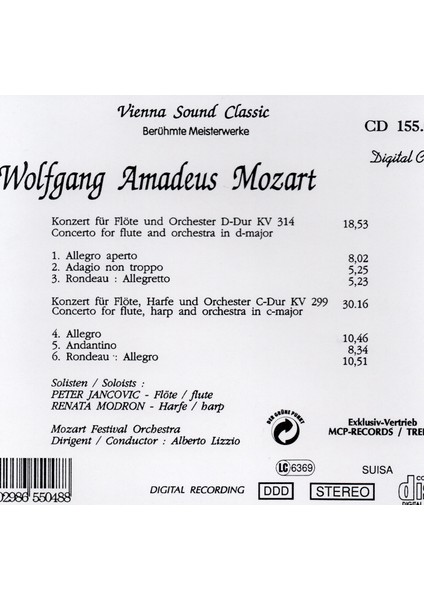 Vienna Sound Classic
Berühmte Meisterwerke
CD 155.
Digital
Wolfgang Amadeus Mozart
Konzert für Flöte und Orchester D-Dur KV 314 18,53
Concerto for flute and orchestra in d-major
1. Allegro aperto 8,02
2. Adagio non troppo 5,25
3. Rondeau : Allegretto 5,23
Konzert für Flöte, Harfe und Orchester C-Dur KV 299 30.16
Concerto for flute, harp and orchestra in c-major
4. Allegro 10,46
5. Andantino 8,34
6. Rondeau : Allegro 10,51
Solisten / Soloists :
PETER JANCOVIC - Flöte / flute
RENATA MODRON - Harfe / harp
Mozart Festival Orchestra
Dirigent / Conductor : Alberto Lizzio
DER GRÜNE PUNKT
Exklusiv-Vertrieb
MCP-RECORDS / TRE
LC 6369
SUISA
02986 550488
DIGITAL RECORDING
DDD
STEREO